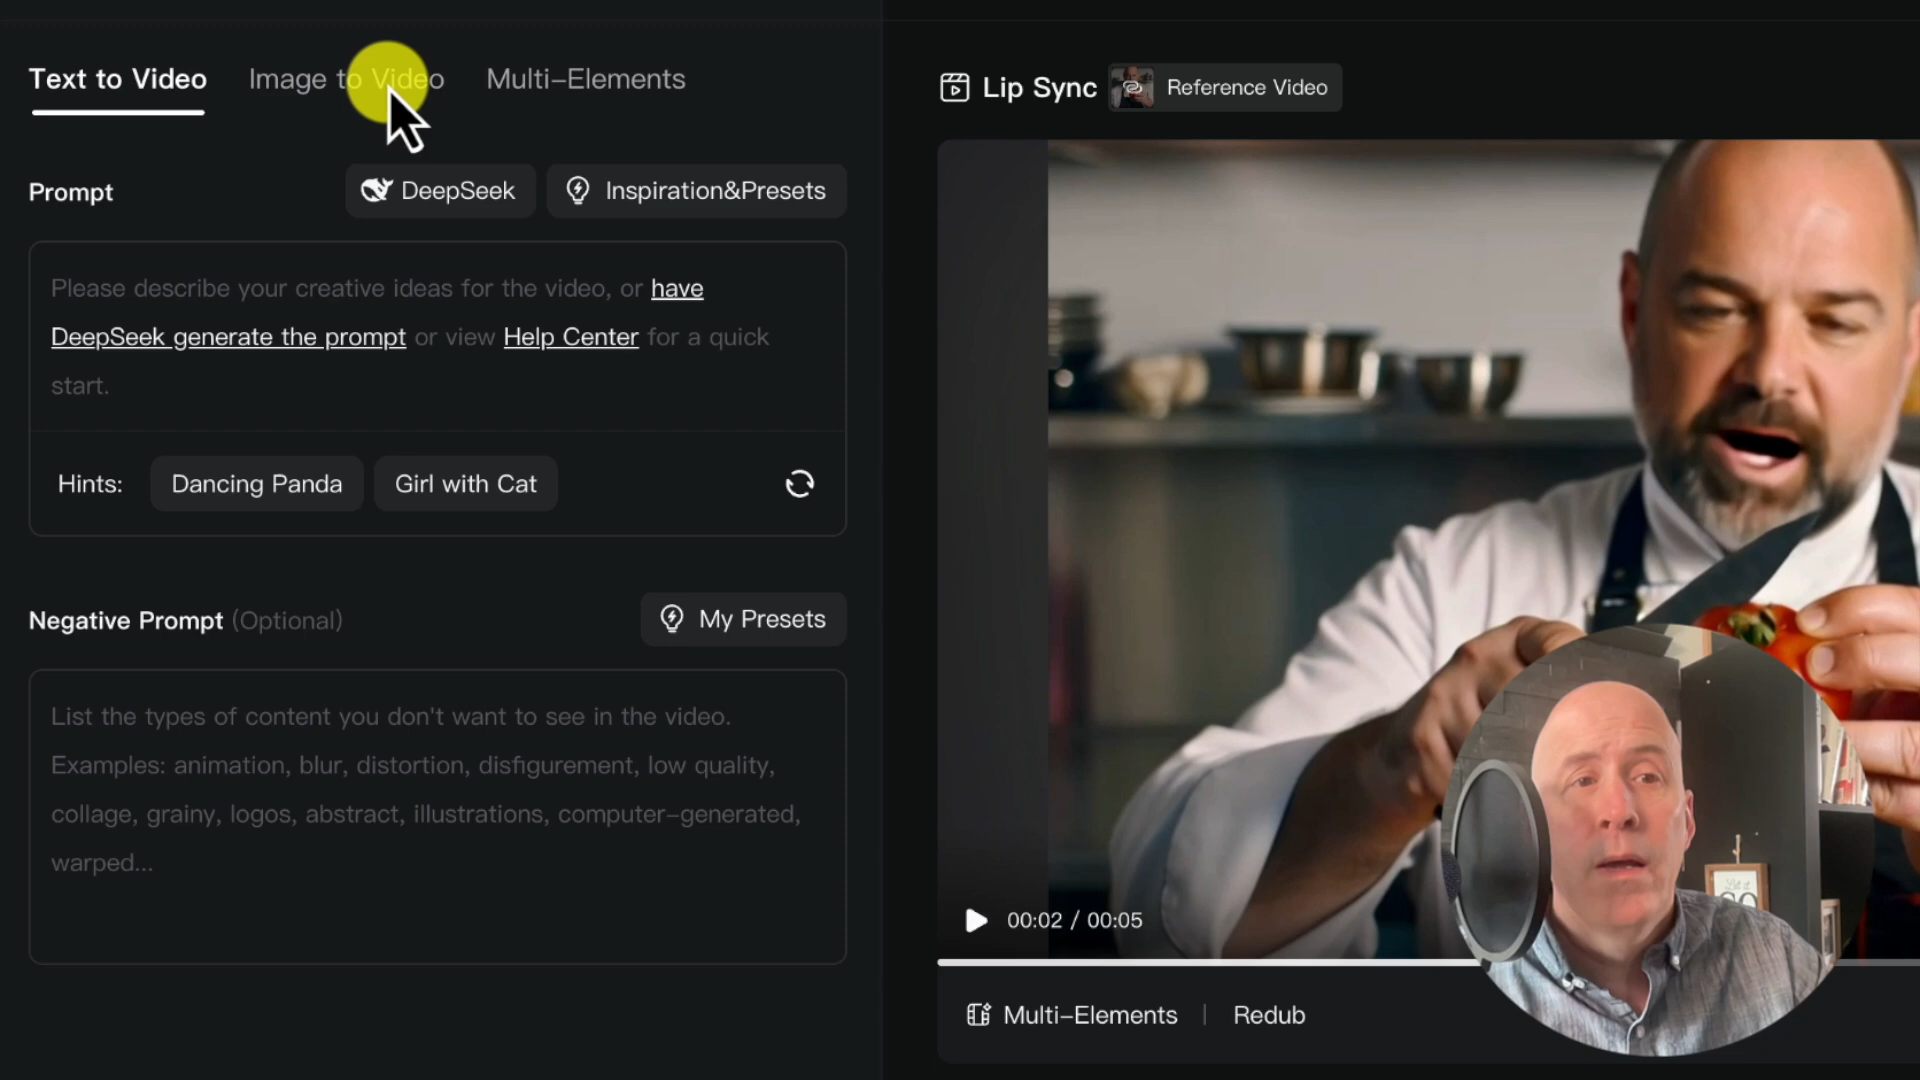 Text to Video
Image to Video
Multi-Elements
Prompt
DeepSeek
Inspiration&Presets
Please describe your creative ideas for the video, or have
DeepSeek generate the prompt or view Help Center for a quick
start.
Hints:
Dancing Panda
Girl with Cat
Negative Prompt (Optional)
My Presets
List the types of content you don't want to see in the video.
Examples: animation, blur, distortion, disfigurement, low quality,
collage, grainy, logos, abstract, illustrations, computer-generated,
warped...
Lip Sync
Reference Video
00:02 / 00:05
Multi-Elements
Redub